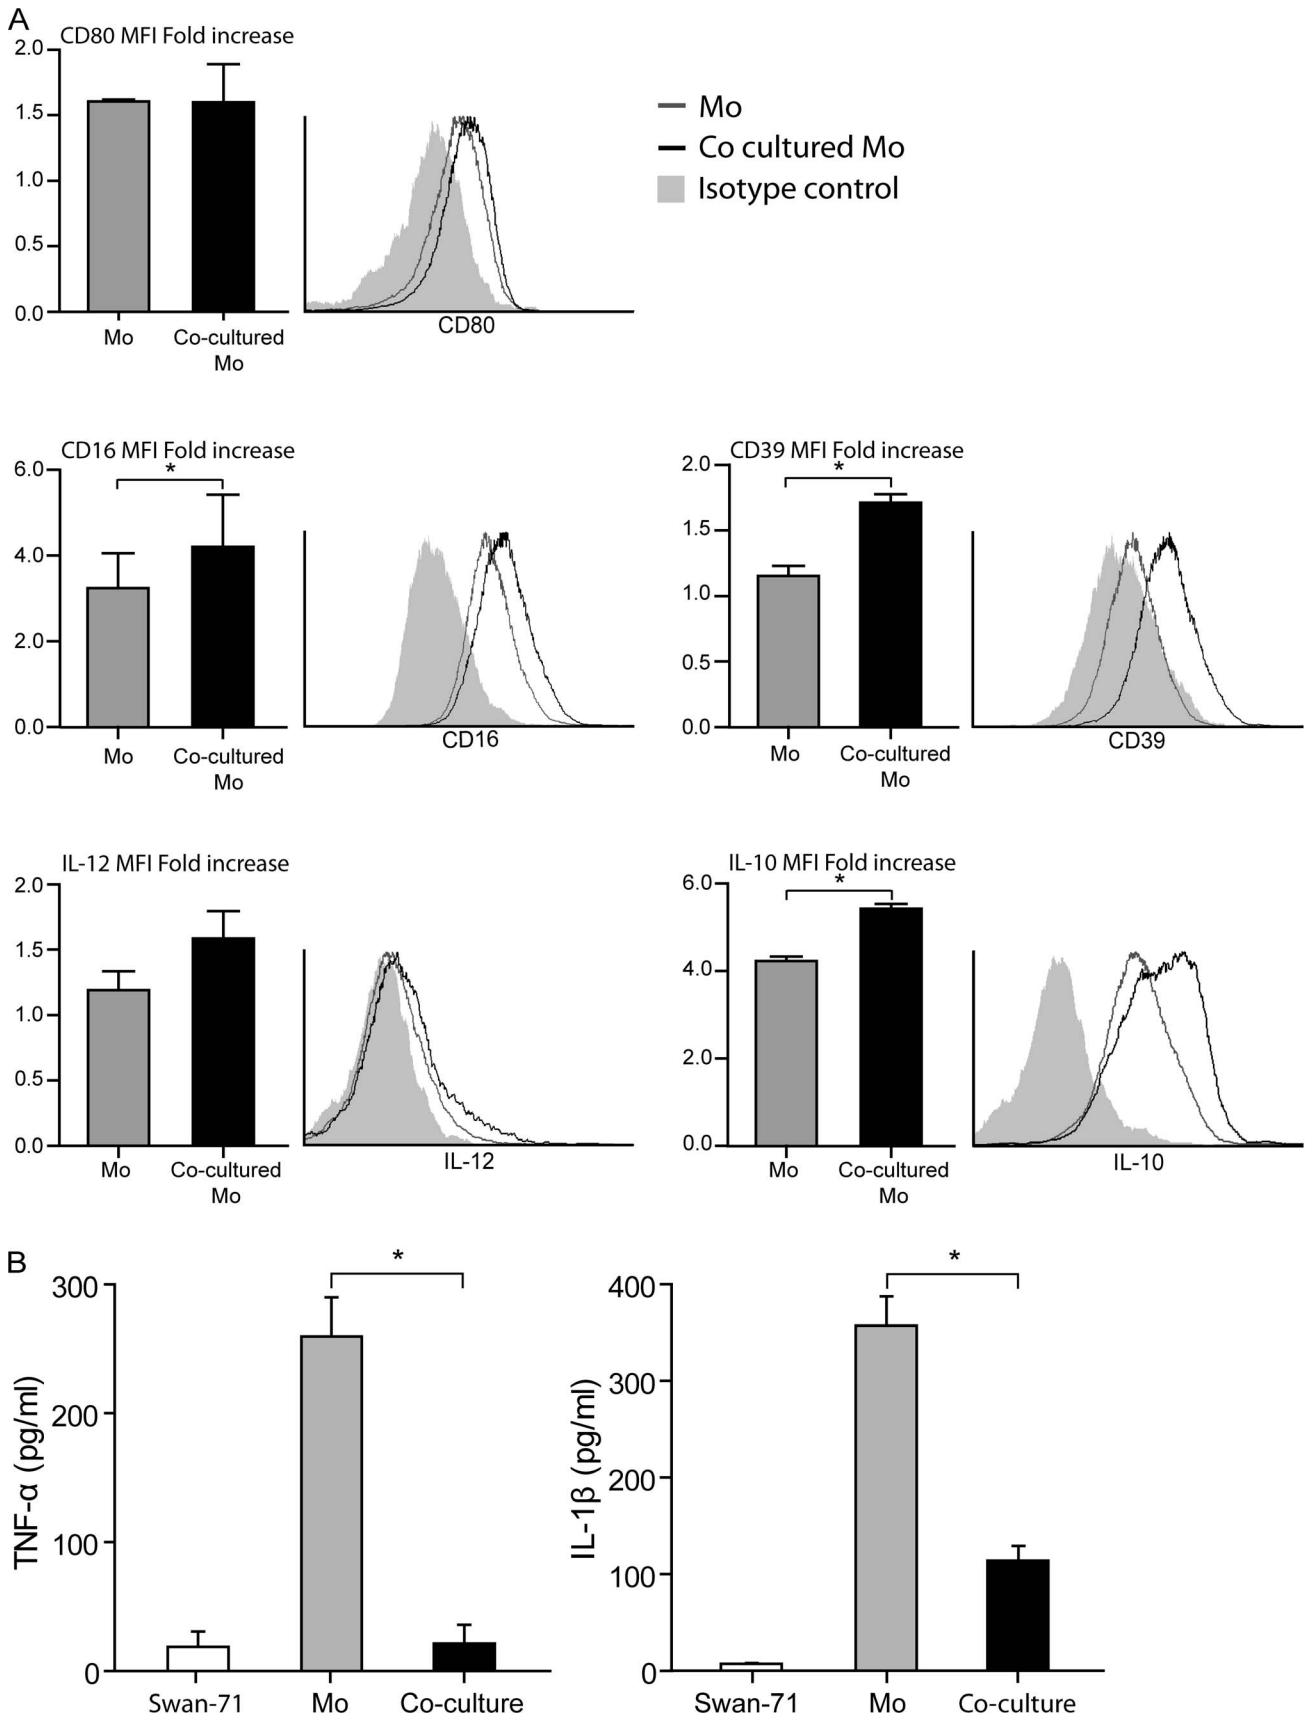 A
CD80 MFI Fold increase
2.0
1.5
1.0
0.5
0.0
Mo
Co-cultured
Mo
CD80
Mo
Co cultured Mo
Isotype control
CD16 MFI Fold increase
*
6.0
4.0
2.0
0.0
Mo
Co-cultured
Mo
CD16
CD39 MFI Fold increase
*
2.0
1.5
1.0
0.5
0.0
Mo
Co-cultured
Mo
CD39
IL-12 MFI Fold increase
2.0
1.5
1.0
0.5
0.0
Mo
Co-cultured
Mo
IL-12
IL-10 MFI Fold increase
*
6.0
4.0
2.0
0.0
Mo
Co-cultured
Mo
IL-10
B
*
TNF-α (pg/ml)
300
200
100
0
Swan-71
Mo
Co-culture
*
IL-1β (pg/ml)
400
300
200
100
0
Swan-71
Mo
Co-culture